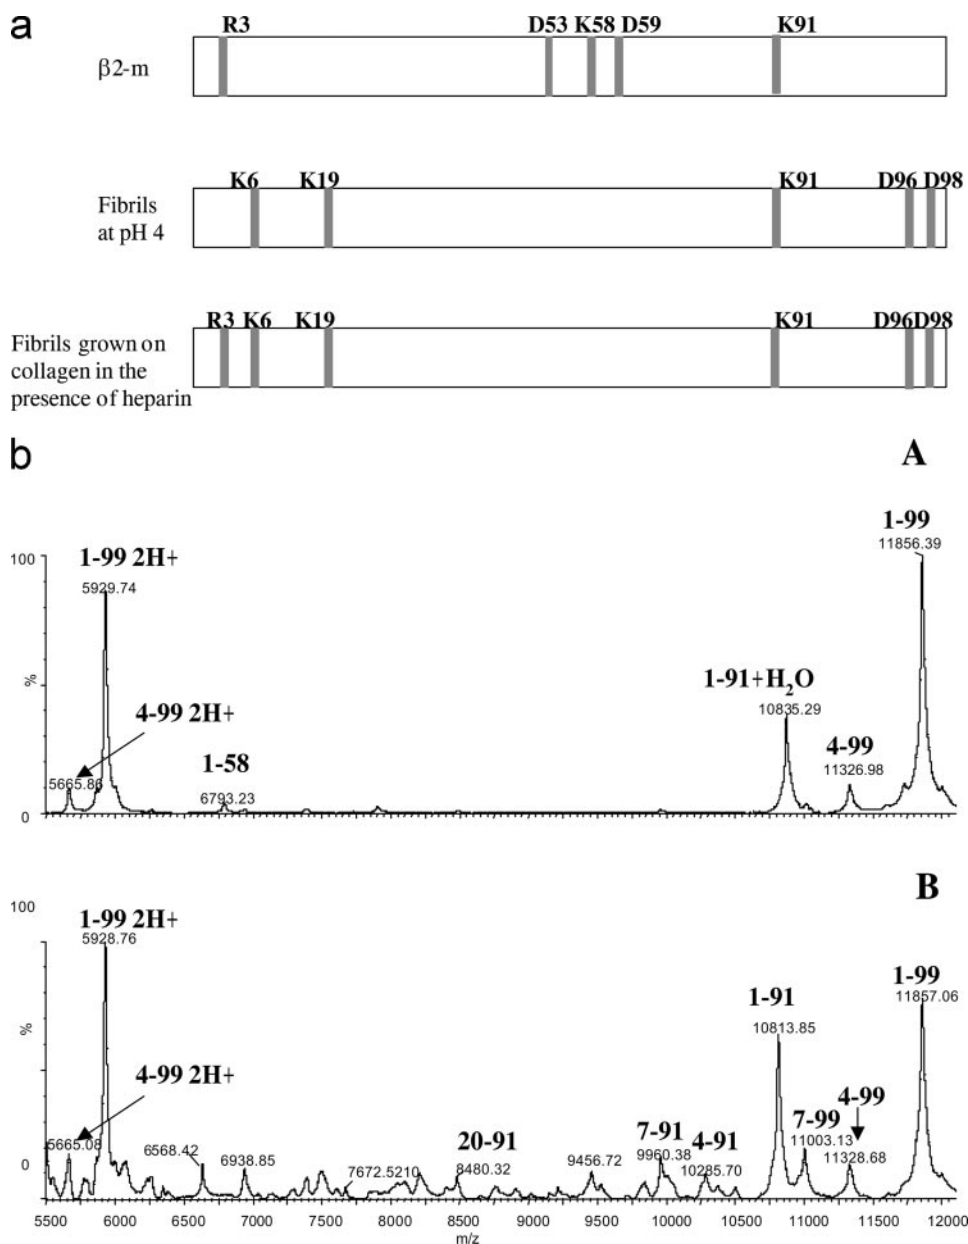 a
R3 D53 K58 D59 K91
β2-m
K6 K19 K91 D96 D98
Fibrils
at pH 4
R3 K6 K19 K91 D96 D98
Fibrils grown on
collagen in the
presence of heparin
b
A
1-99
11856.39
100
1-99 2H+
5929.74
%
1-91+H₂O
10835.29
4-99 2H+
4-99
11326.98
1-58
5665.86
6793.23
0
B
100
1-99 2H+
5928.76
1-99
11857.06
1-91
10813.85
%
4-99 2H+
4-99
7-99
11003.13
11328.68
7-91
9960.38
4-91
10285.70
20-91
8480.32
5665.08
6568.42
6938.85
7672.5210
9456.72
0
5500 6000 6500 7000 7500 8000 8500 9000 9500 10000 10500 11000 11500 12000
m/z